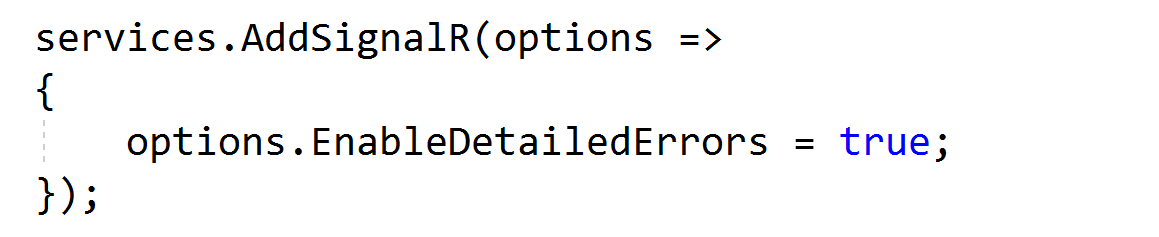 services.AddSignalR(options =>
{
    options.EnableDetailedErrors = true;
});